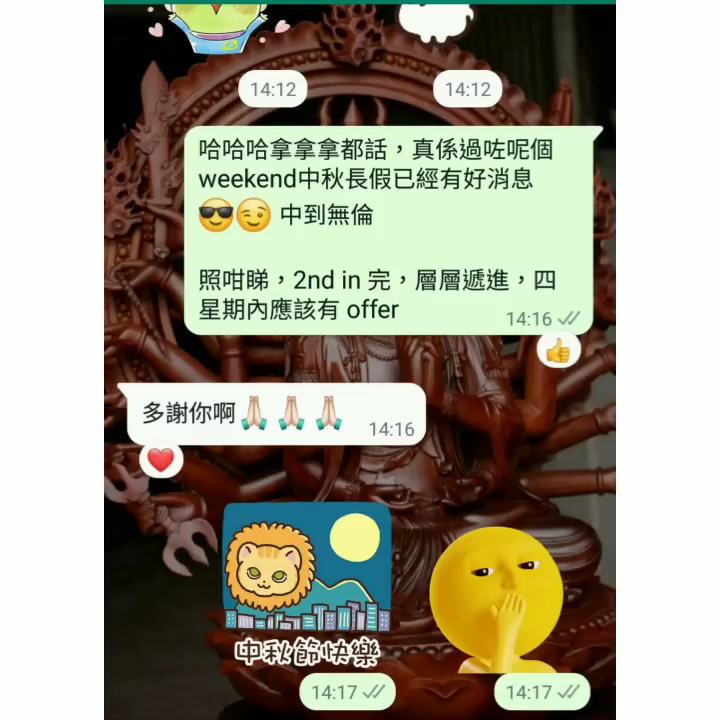 14:12
14:12
哈哈哈拿拿拿都話，真係過咗呢個
weekend中秋長假已經有好消息
😎😉 中到無倫
照咁睇，2nd in 完，層層遞進，四
星期內應該有 offer
14:16
多謝你啊🙏🏻 🙏🏻 🙏🏻
14:16
中秋節快樂
14:17
14:17